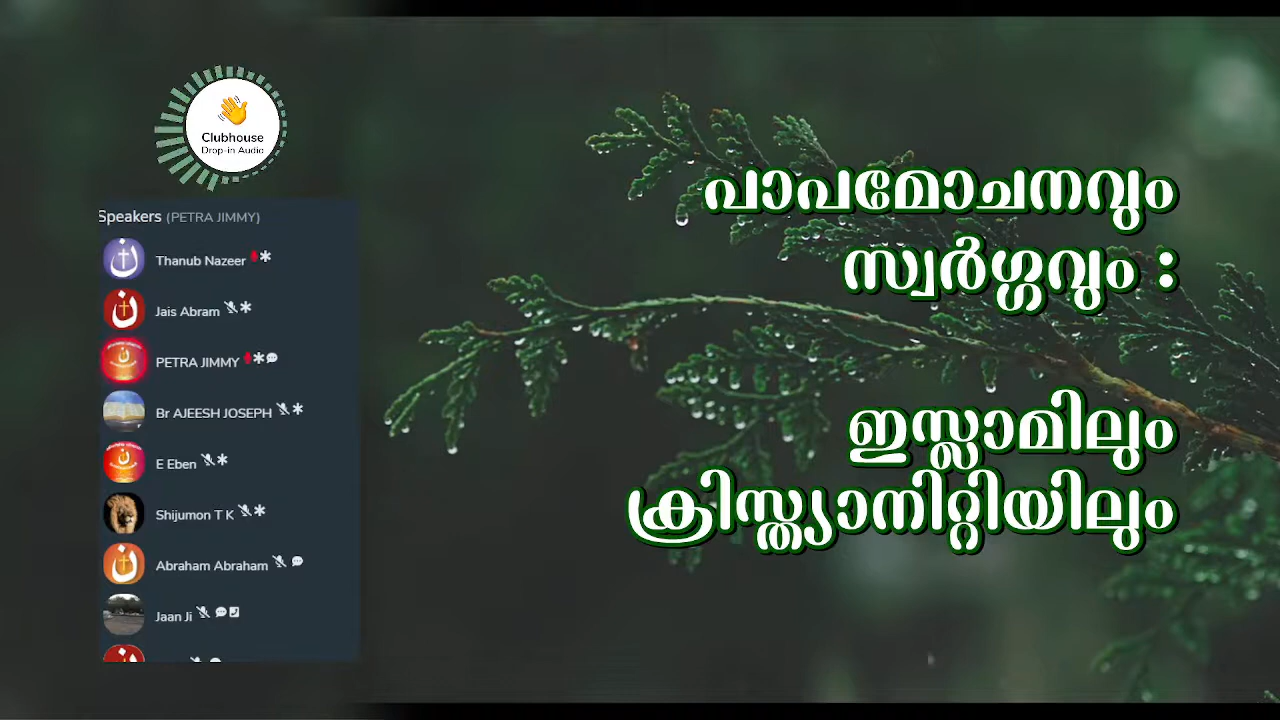 Clubhouse
Drop-in Audio
Speakers (PETRA JIMMY)
Thanub Nazeer
Jais Abram
PETRA JIMMY
Br AJEESH JOSEPH
E Eben
Shijumon T K
Abraham Abraham
Jaan Ji
പാപമോചനവും
സ്വർഗ്ഗവും :
ഇസ്ലാമിലും
ക്രിസ്ത്യാനിറ്റിയിലും